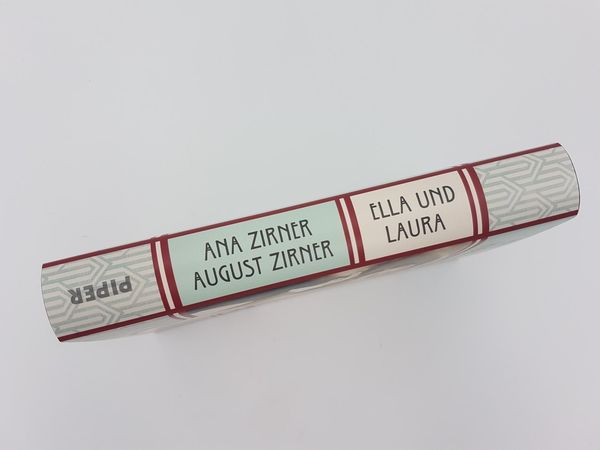 PIPER
ANA ZIRNER
AUGUST ZIRNER
ELLA UND
LAURA